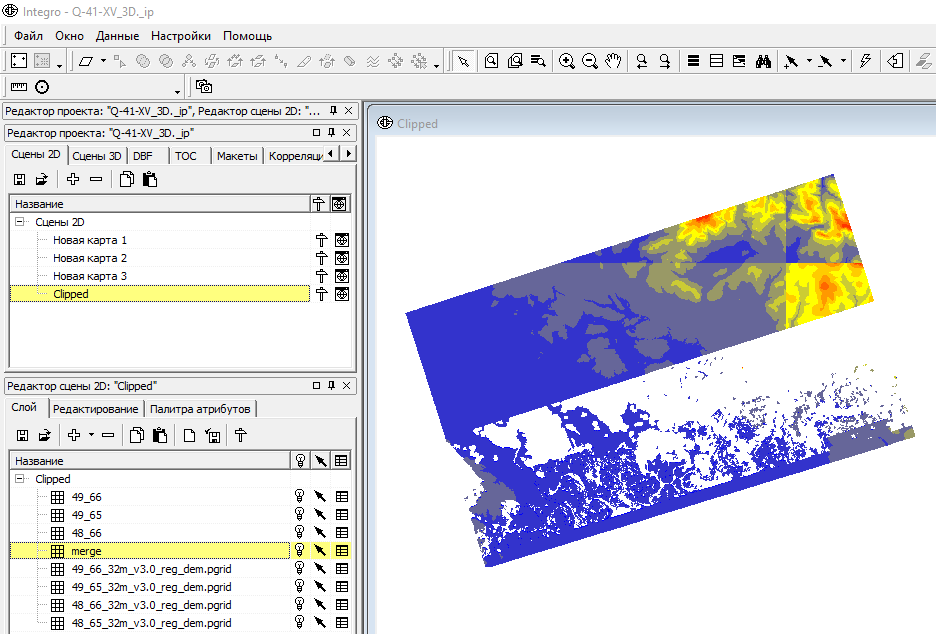 Integro - Q-41-XV_3D._ip
Файл Окно Данные Настройки Помощь
Редактор проекта: "Q-41-XV_3D._ip", Редактор сцены 2D: "...
Редактор проекта: "Q-41-XV_3D._ip"
Сцены 2D Сцены 3D DBF ТОС Макеты Корреляци
Название
Сцены 2D
Новая карта 1
Новая карта 2
Новая карта 3
Clipped
Редактор сцены 2D: "Clipped"
Слой Редактирование Палитра атрибутов
Название
Clipped
49_66
49_65
48_66
merge
49_66_32m_v3.0_reg_dem.pgrid
49_65_32m_v3.0_reg_dem.pgrid
48_66_32m_v3.0_reg_dem.pgrid
48_65_32m_v3.0_reg_dem.pgrid
Clipped